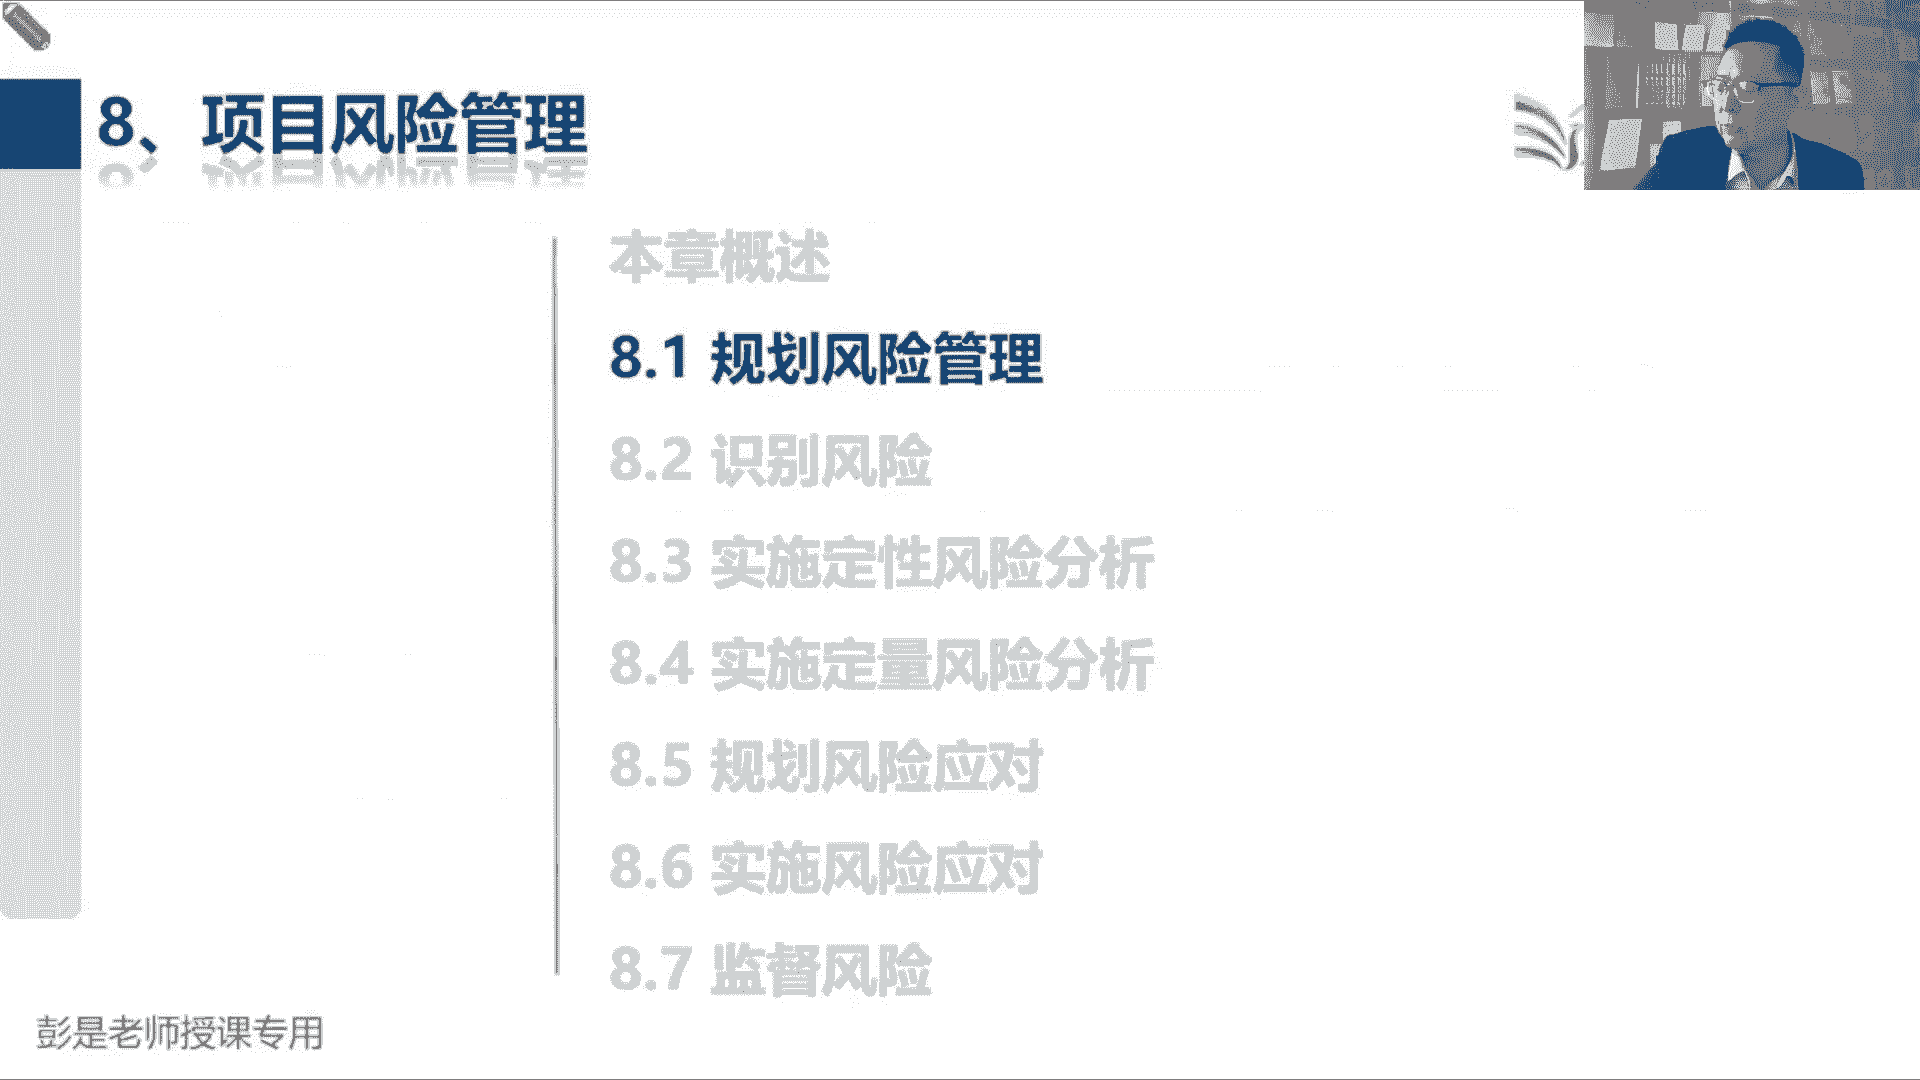 8、项目风险管理
本章概述
8.1 规划风险管理
8.2 识别风险
8.3 实施定性风险分析
8.4 实施定量风险分析
8.5 规划风险应对
8.6 实施风险应对
8.7 监督风险
彭是老师授课专用